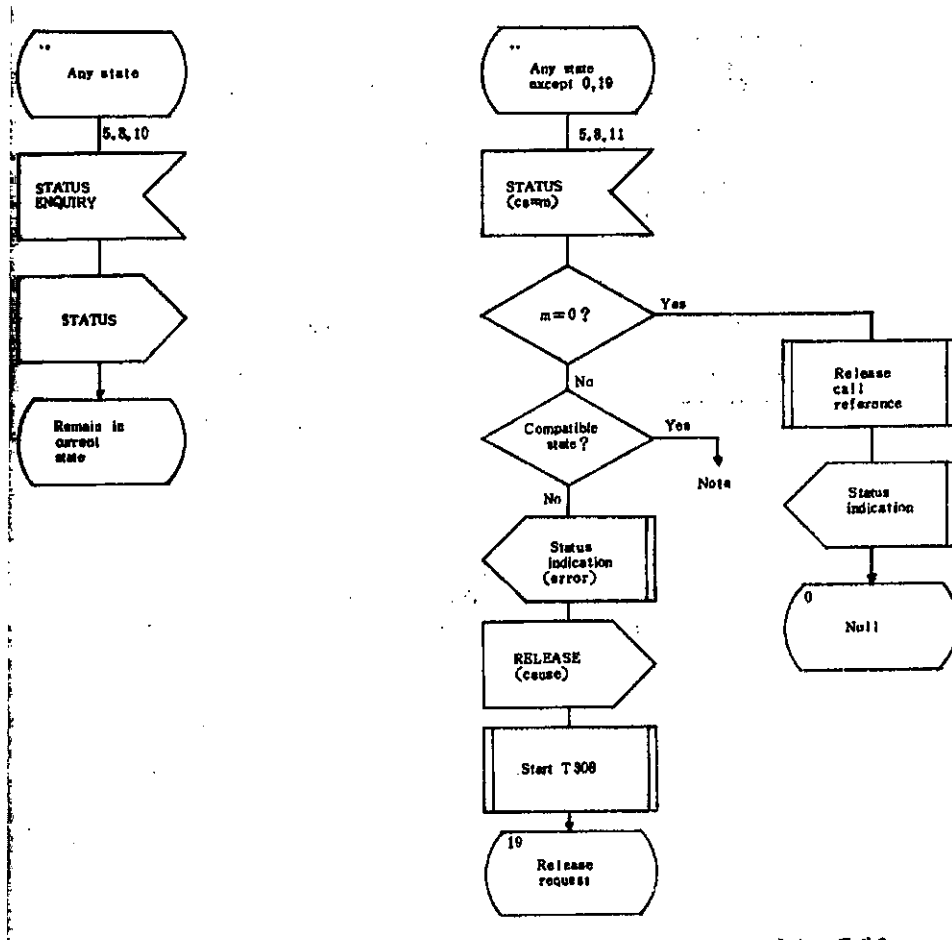 Any state
5, 8, 10
STATUS
ENQUIRY
STATUS
Remain in
current
state
Any state
except 0, 19
5, 8, 11
STATUS
(cs=m)
m=0?
Yes
No
Compatible
state?
Yes
Note
No
Status
indication
(error)
RELEASE
(cause)
Start T308
19
Release
request
Release
call
reference
Status
indication
0
Null